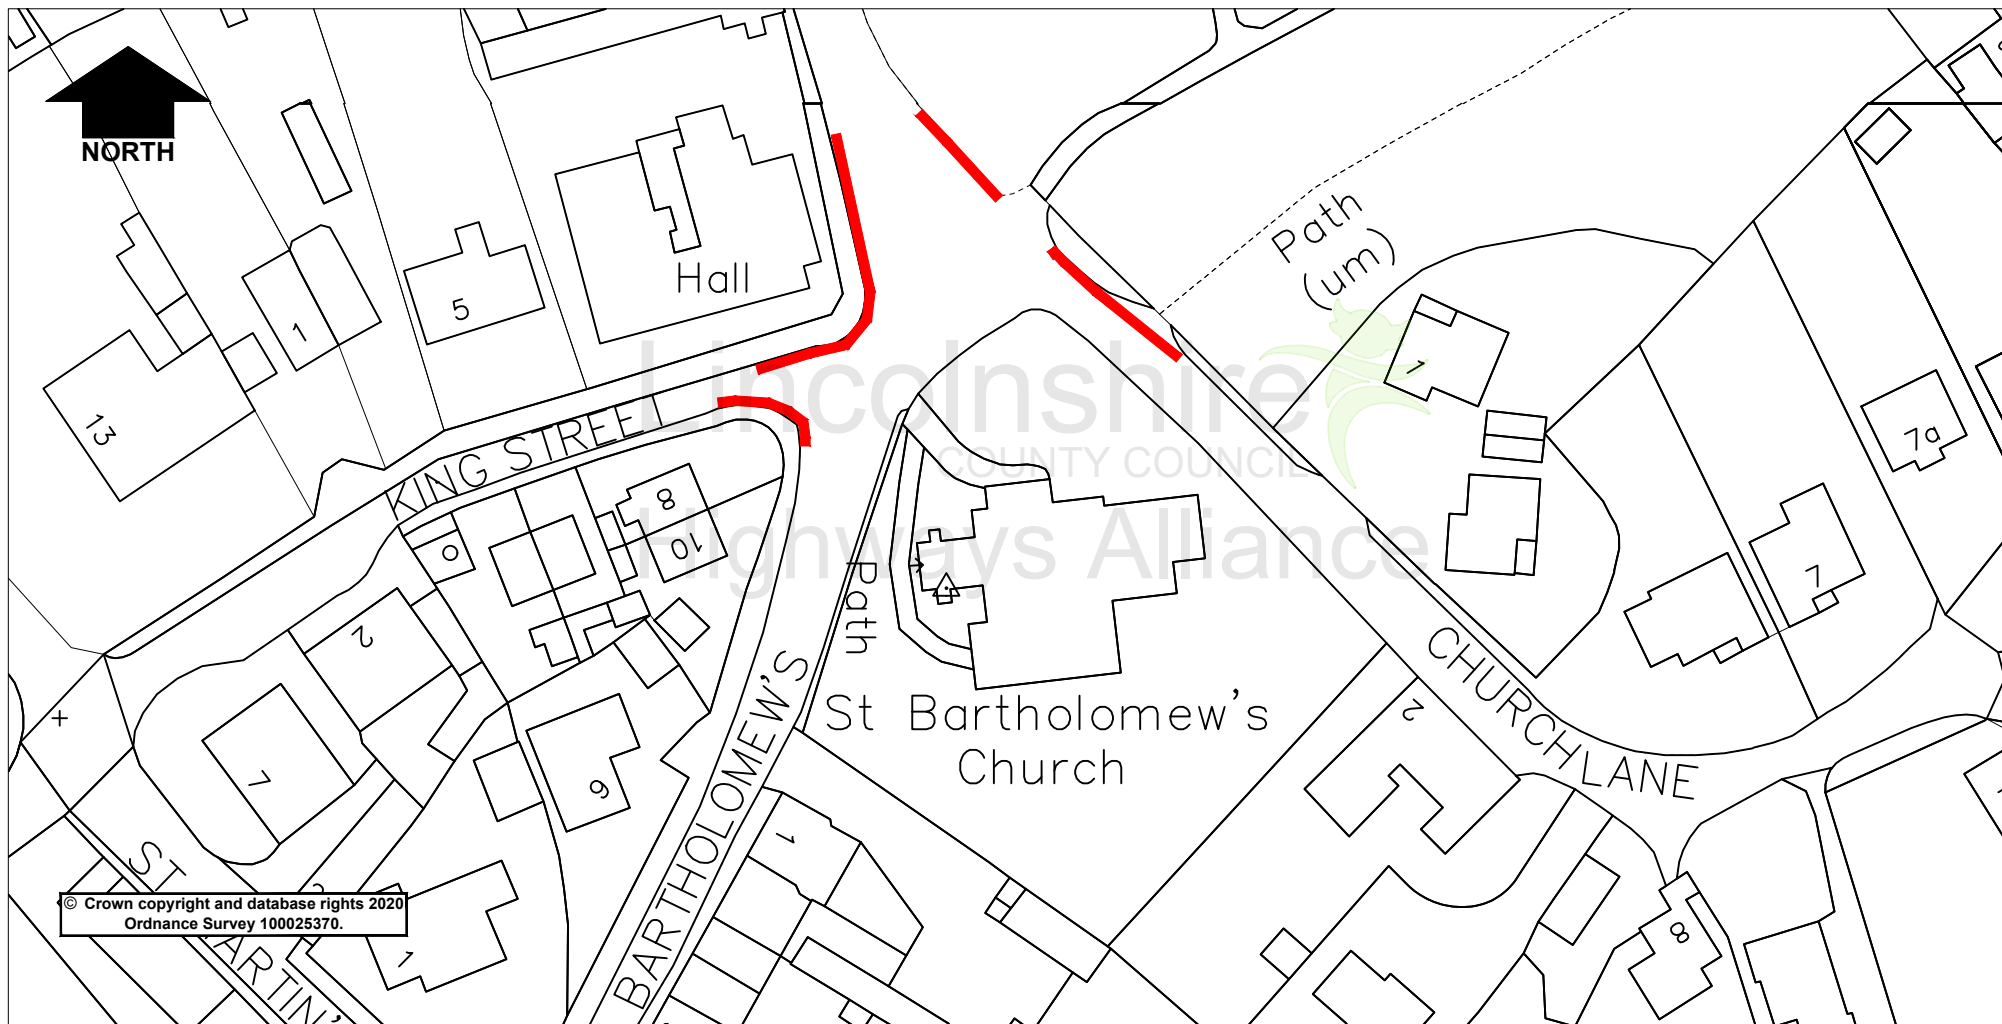 NORTH
Hall
Path
(um)
13
1
5
1
7a
7
KING STREET
8
10
2
7
9
Path
St Bartholomew's
Church
BARTHOLOMEW'S
CHURCH LANE
2
1
8
1
ST
ARTIN'
© Crown copyright and database rights 2020
Ordnance Survey 100025370.
Lincolnshire
COUNTY COUNCIL
Highways Alliance